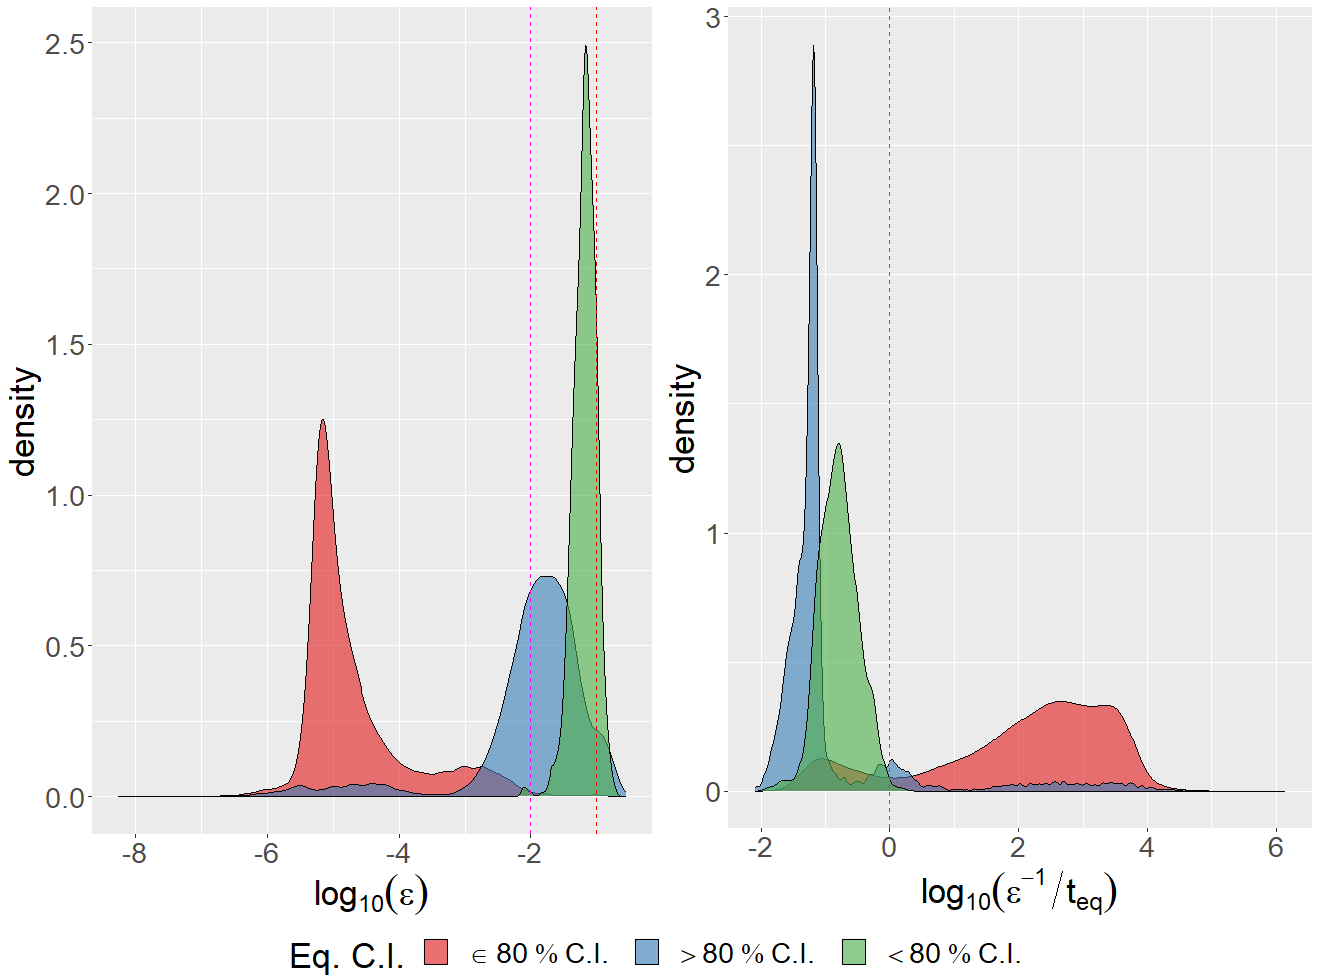 2.5
2.0
1.5
1.0
0.5
0.0
density
-8 -6 -4 -2
log10(ε)
3
2
1
0
density
-2 0 2 4 6
log10(ε−1/teq)
Eq. C.I. ∈ 80 % C.I. > 80 % C.I. < 80 % C.I.